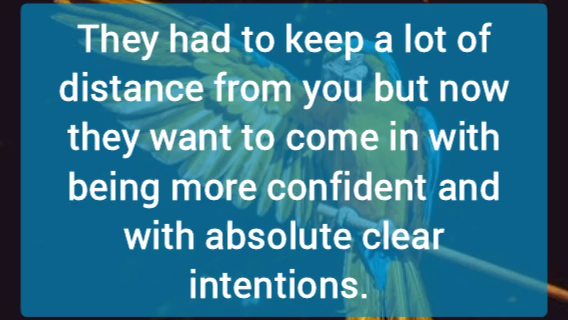 They had to keep a lot of
distance from you but now
they want to come in with
being more confident and
with absolute clear
intentions.